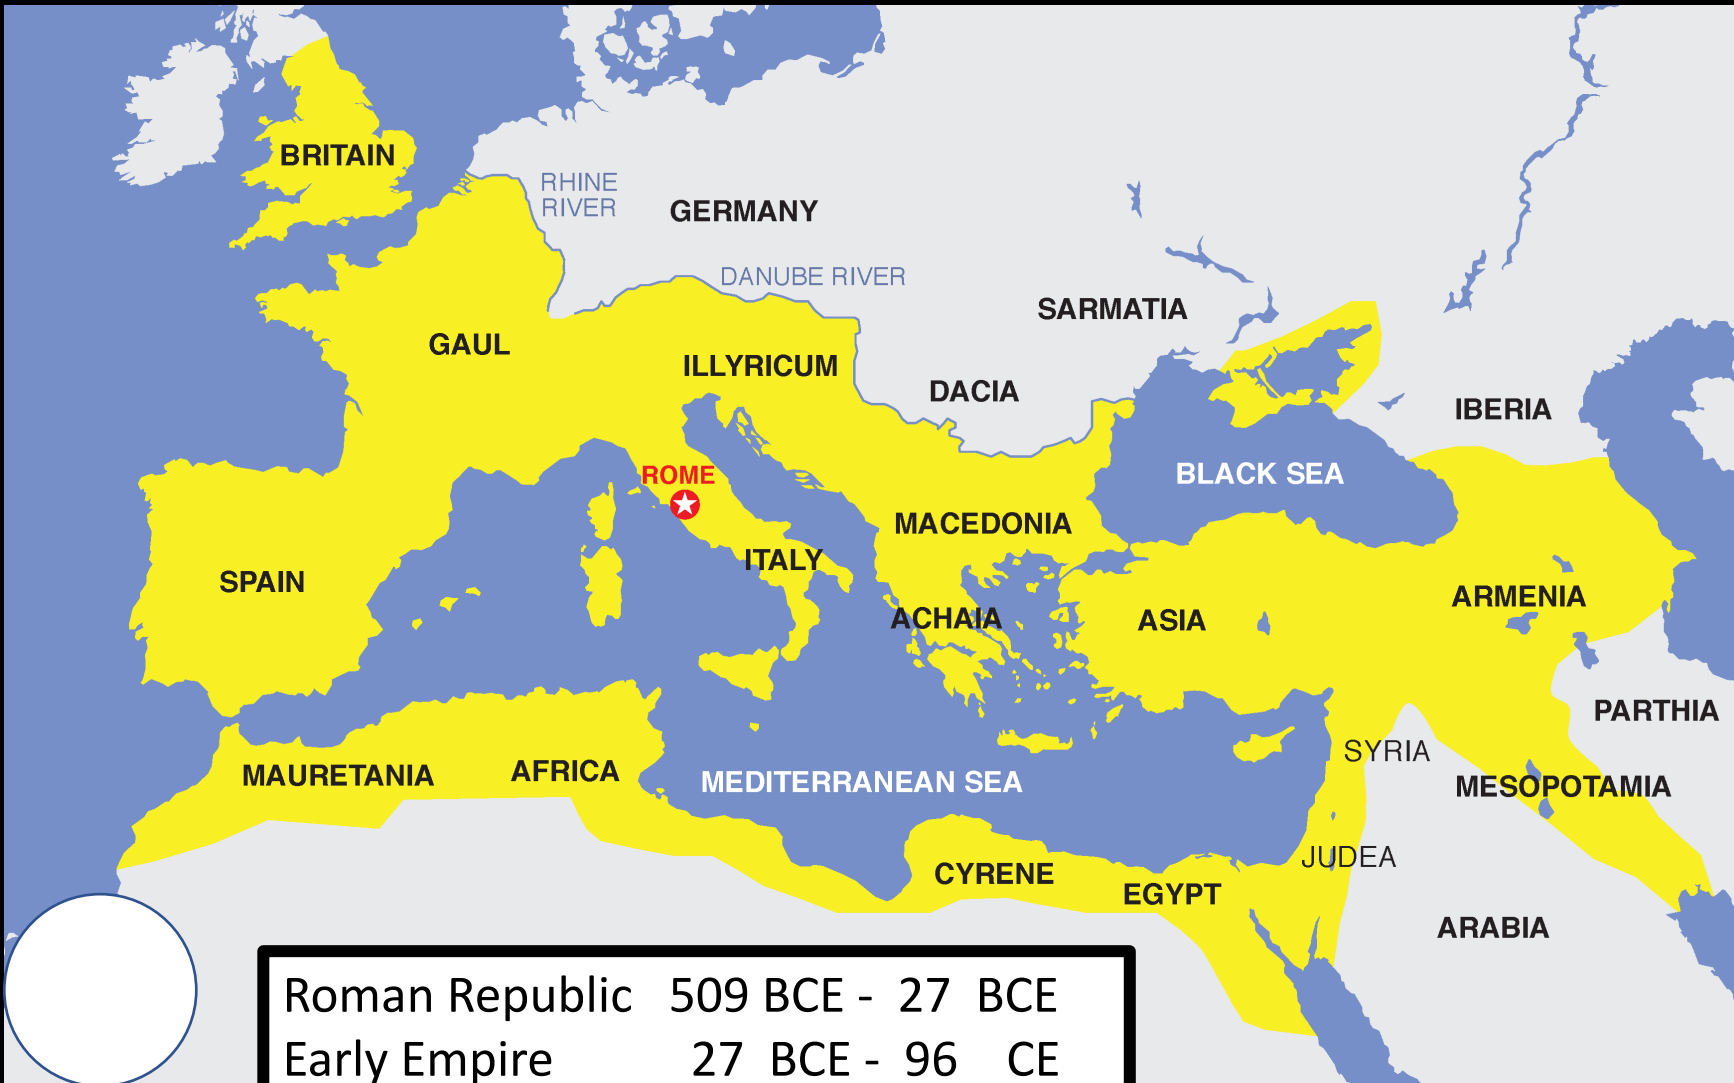 BRITAIN
RHINE
RIVER
GERMANY
DANUBE RIVER
SARMATIA
GAUL
ILLYRICUM
DACIA
IBERIA
ROME
BLACK SEA
MACEDONIA
ITALY
SPAIN
ACHAIA
ASIA
ARMENIA
PARTHIA
SYRIA
MAURETANIA
AFRICA
MEDITERRANEAN SEA
MESOPOTAMIA
JUDEA
CYRENE
EGYPT
ARABIA
Roman Republic 509 BCE - 27 BCE
Early Empire 27 BCE - 96 CE